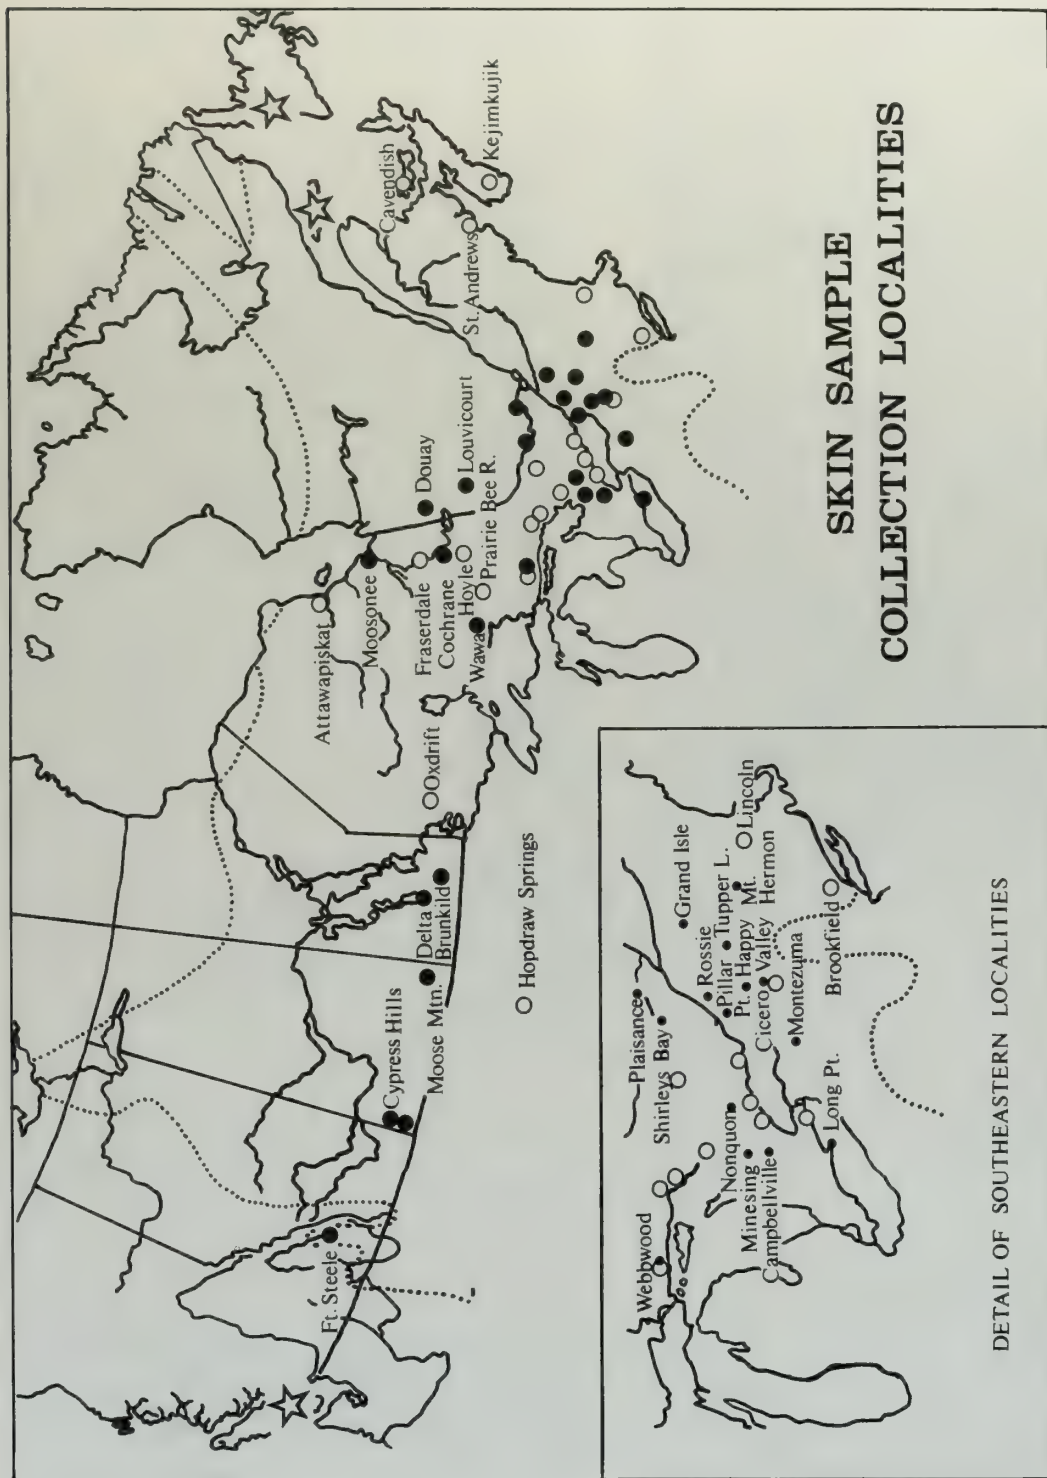 SKIN SAMPLE
COLLECTION LOCALITIES
Ft. Steele
Cypress Hills
Moose Mtn.
Delta
Brunkild
Hopdraw Springs
Oxdrift
Attawapiskat
Moosonee
Fraserdale
Cochrane
Hoyle
Wawa
Prairie Bee R.
Douay
Louvicourt
St. Andrews
Cavendish
Kejimkujik
Webbwood
Plaisance
Shirleys Bay
Nonquon
Minesing
Campbellville
Grand Isle
Rossie
Pillar
Pt.
Tupper L.
Happy
Valley
Mt.
Hermon
Lincoln
Cicero
Montezuma
Brookfield
Long Pt.
DETAIL OF SOUTHEASTERN LOCALITIES